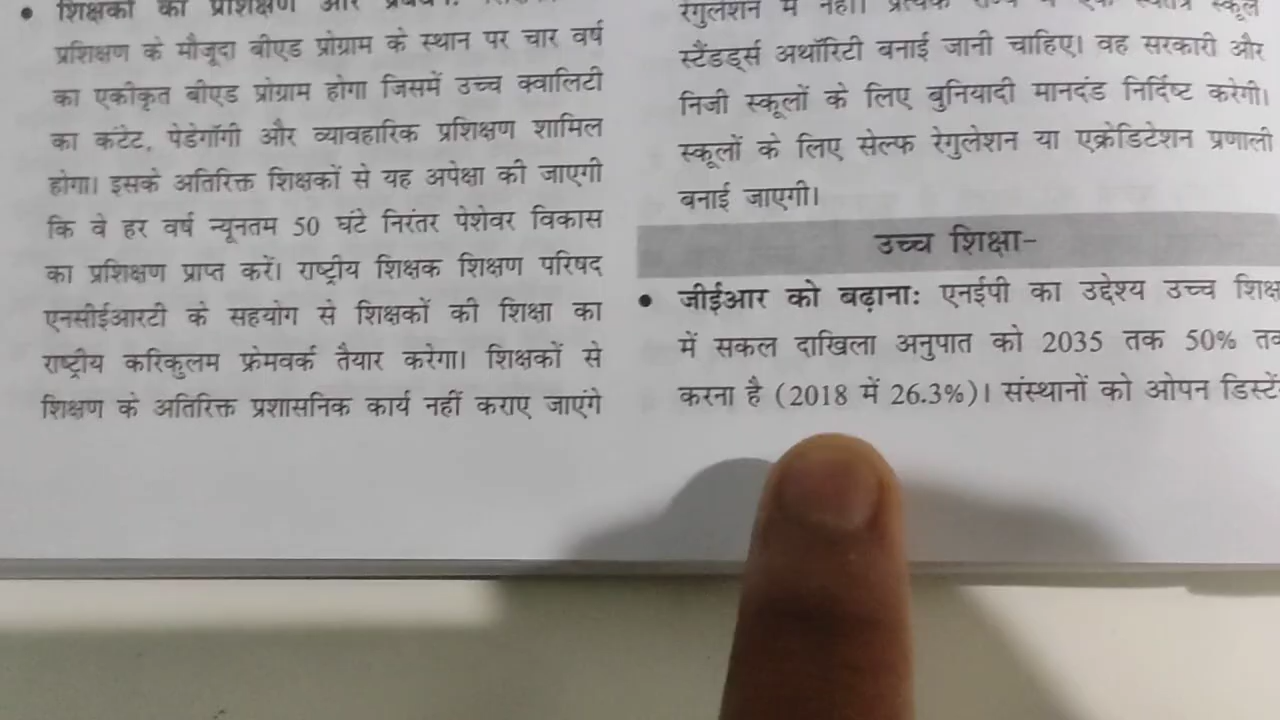 शिक्षकों का प्रशिक्षण और
प्रशिक्षण के मौजूदा बीएड प्रोग्राम के स्थान पर चार वर्ष
का एकीकृत बीएड प्रोग्राम होगा जिसमें उच्च क्वालिटी
का कंटेट, पेडेगॉगी और व्यावहारिक प्रशिक्षण शामिल
होगा। इसके अतिरिक्त शिक्षकों से यह अपेक्षा की जाएगी
कि वे हर वर्ष न्यूनतम 50 घंटे निरंतर पेशेवर विकास
का प्रशिक्षण प्राप्त करें। राष्ट्रीय शिक्षक शिक्षण परिषद
एनसीईआरटी के सहयोग से शिक्षकों की शिक्षा का
राष्ट्रीय करिकुलम फ्रेमवर्क तैयार करेगा। शिक्षकों से
शिक्षण के अतिरिक्त प्रशासनिक कार्य नहीं कराए जाएंगे
रेगुलेशन में नहीं। प्रत्येक राज्य में एक स्वतंत्र स्कूल
स्टैंडर्ड्स अथॉरिटी बनाई जानी चाहिए। वह सरकारी और
निजी स्कूलों के लिए बुनियादी मानदंड निर्दिष्ट करेगी।
स्कूलों के लिए सेल्फ रेगुलेशन या एक्रेडिटेशन प्रणाली
बनाई जाएगी।
उच्च शिक्षा-
• जीईआर को बढ़ाना: एनईपी का उद्देश्य उच्च शिक्ष
में सकल दाखिला अनुपात को 2035 तक 50% तक
करना है (2018 में 26.3%)। संस्थानों को ओपन डिस्टें